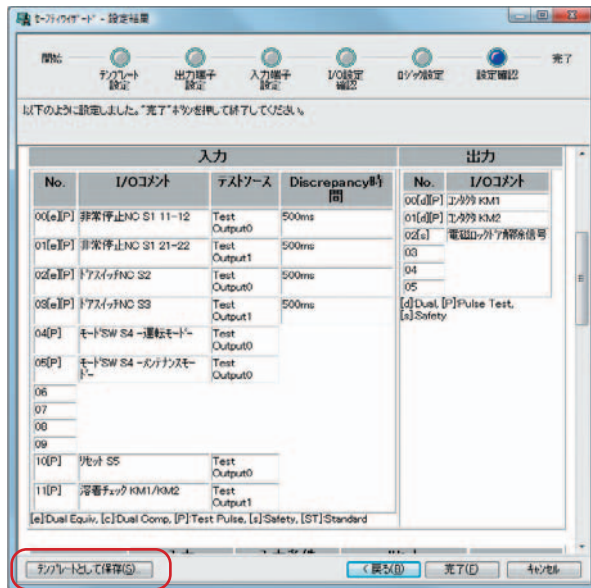 セーフティウィザード - 設定結果
開始
テンプレート設定
出力端子設定
入力端子設定
I/O設定確認
ロジック設定
設定確認
完了
以下のように設定しました。"完了"ボタンを押して終了してください。
入力
No. I/Oコメント テストソース Discrepancy時間
00[e][P] 非常停止NC S1 11-12 Test Output0 500ms
01[e][P] 非常停止NC S1 21-22 Test Output1 500ms
02[e][P] ドアスイッチNC S2 Test Output0 500ms
03[e][P] ドアスイッチNC S3 Test Output1 500ms
04[P] モードSW S4 -運転モード- Test Output0
05[P] モードSW S4 -メンテナンスモード- Test Output0
06
07
08
09
10[P] リセット S5 Test Output0
11[P] 溶着チェック KM1/KM2 Test Output1
[e]Dual Equiv, [c]Dual Comp, [P]Test Pulse, [s]Safety, [ST]Standard
出力
No. I/Oコメント
00[d][P] コンタクタ KM1
01[d][P] コンタクタ KM2
02[s] 電磁ロックドア解除信号
03
04
05
[d]Dual, [P]Pulse Test,
[s]Safety
テンプレートとして保存(S)...
< 戻る(B)
完了(F)
キャンセル